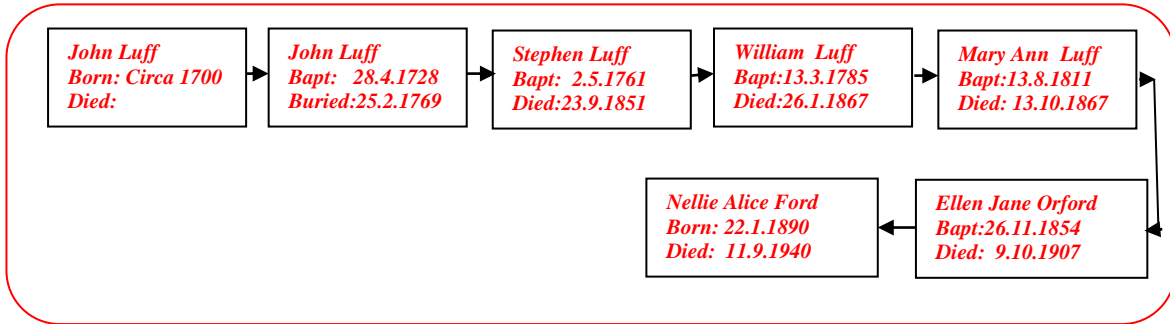 John Luff
Born: Circa 1700
Died:
John Luff
Bapt: 28.4.1728
Buried:25.2.1769
Stephen Luff
Bapt: 2.5.1761
Died:23.9.1851
William Luff
Bapt:13.3.1785
Died:26.1.1867
Mary Ann Luff
Bapt:13.8.1811
Died: 13.10.1867
Ellen Jane Orford
Bapt:26.11.1854
Died: 9.10.1907
Nellie Alice Ford
Born: 22.1.1890
Died: 11.9.1940